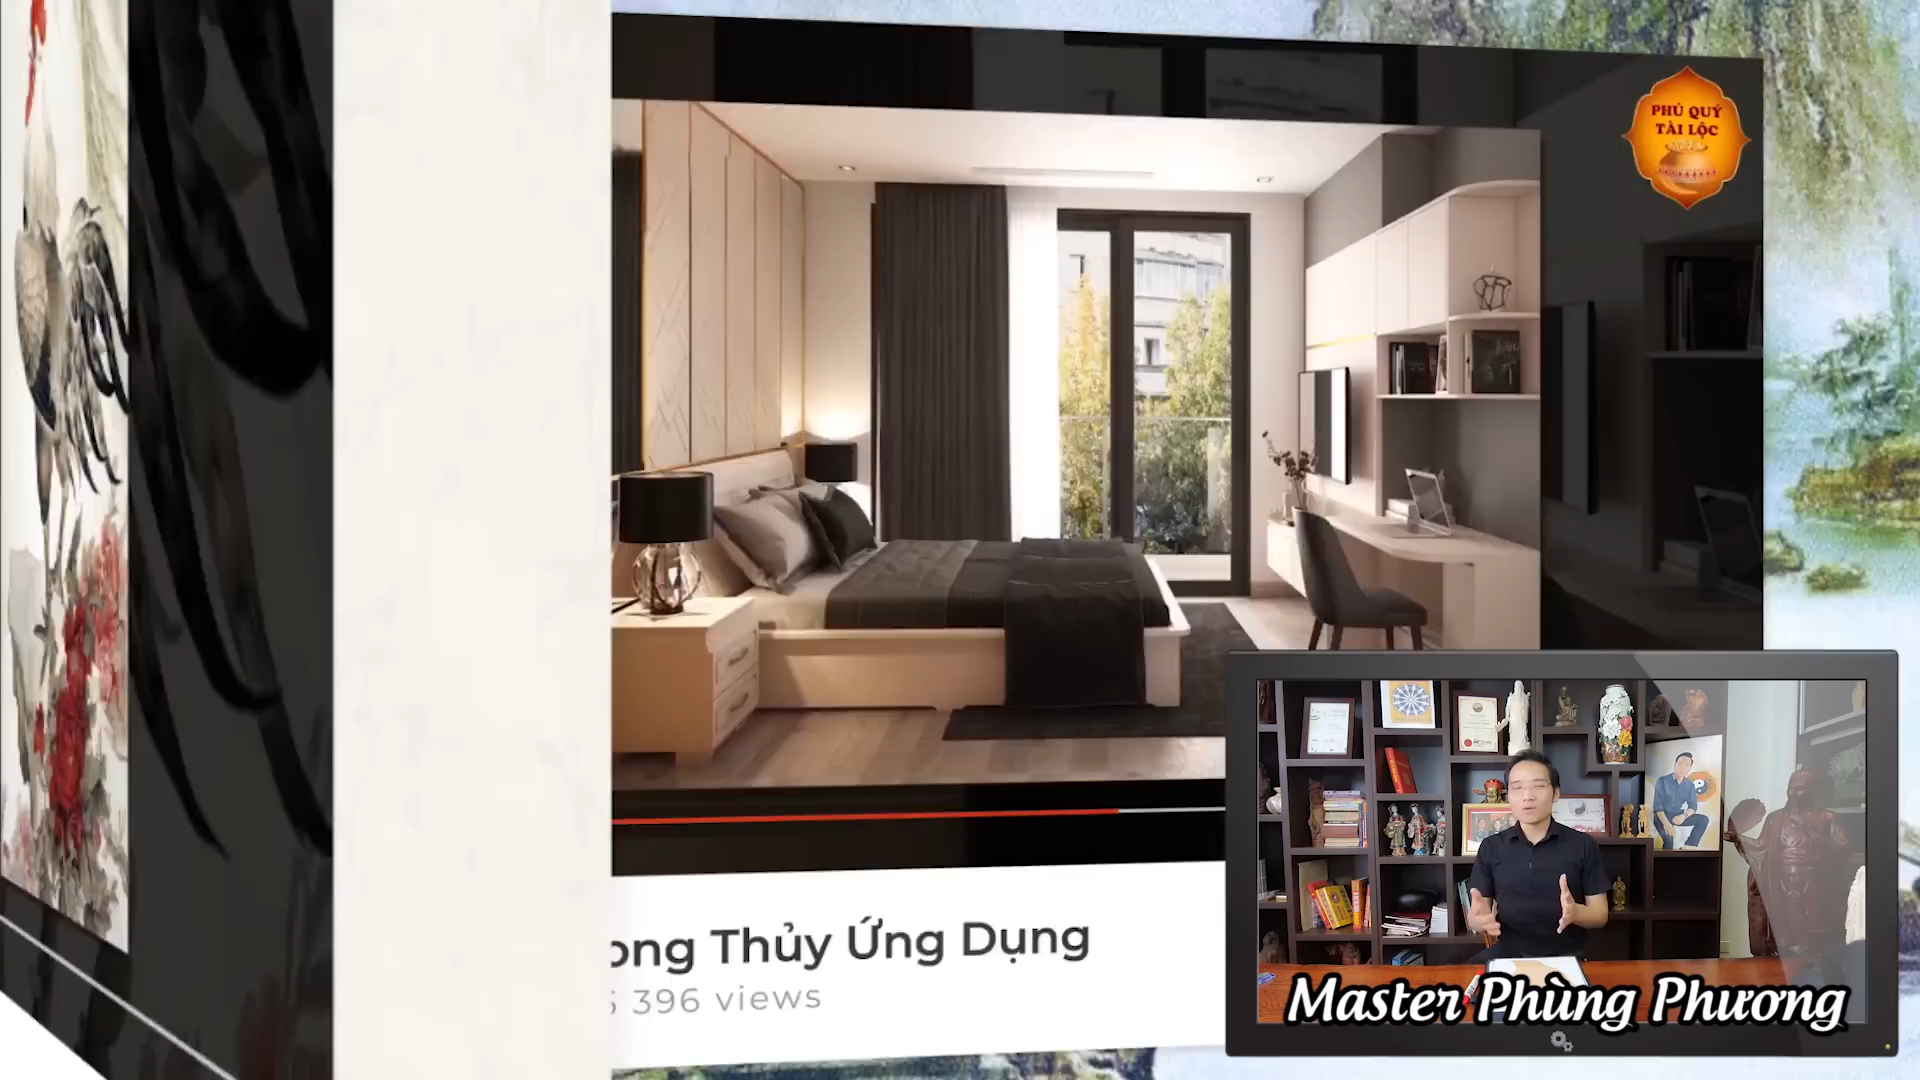 PHÚ QUÝ
TÀI LỘC
ong Thủy Ứng Dụng
396 views
Master Phùng Phương